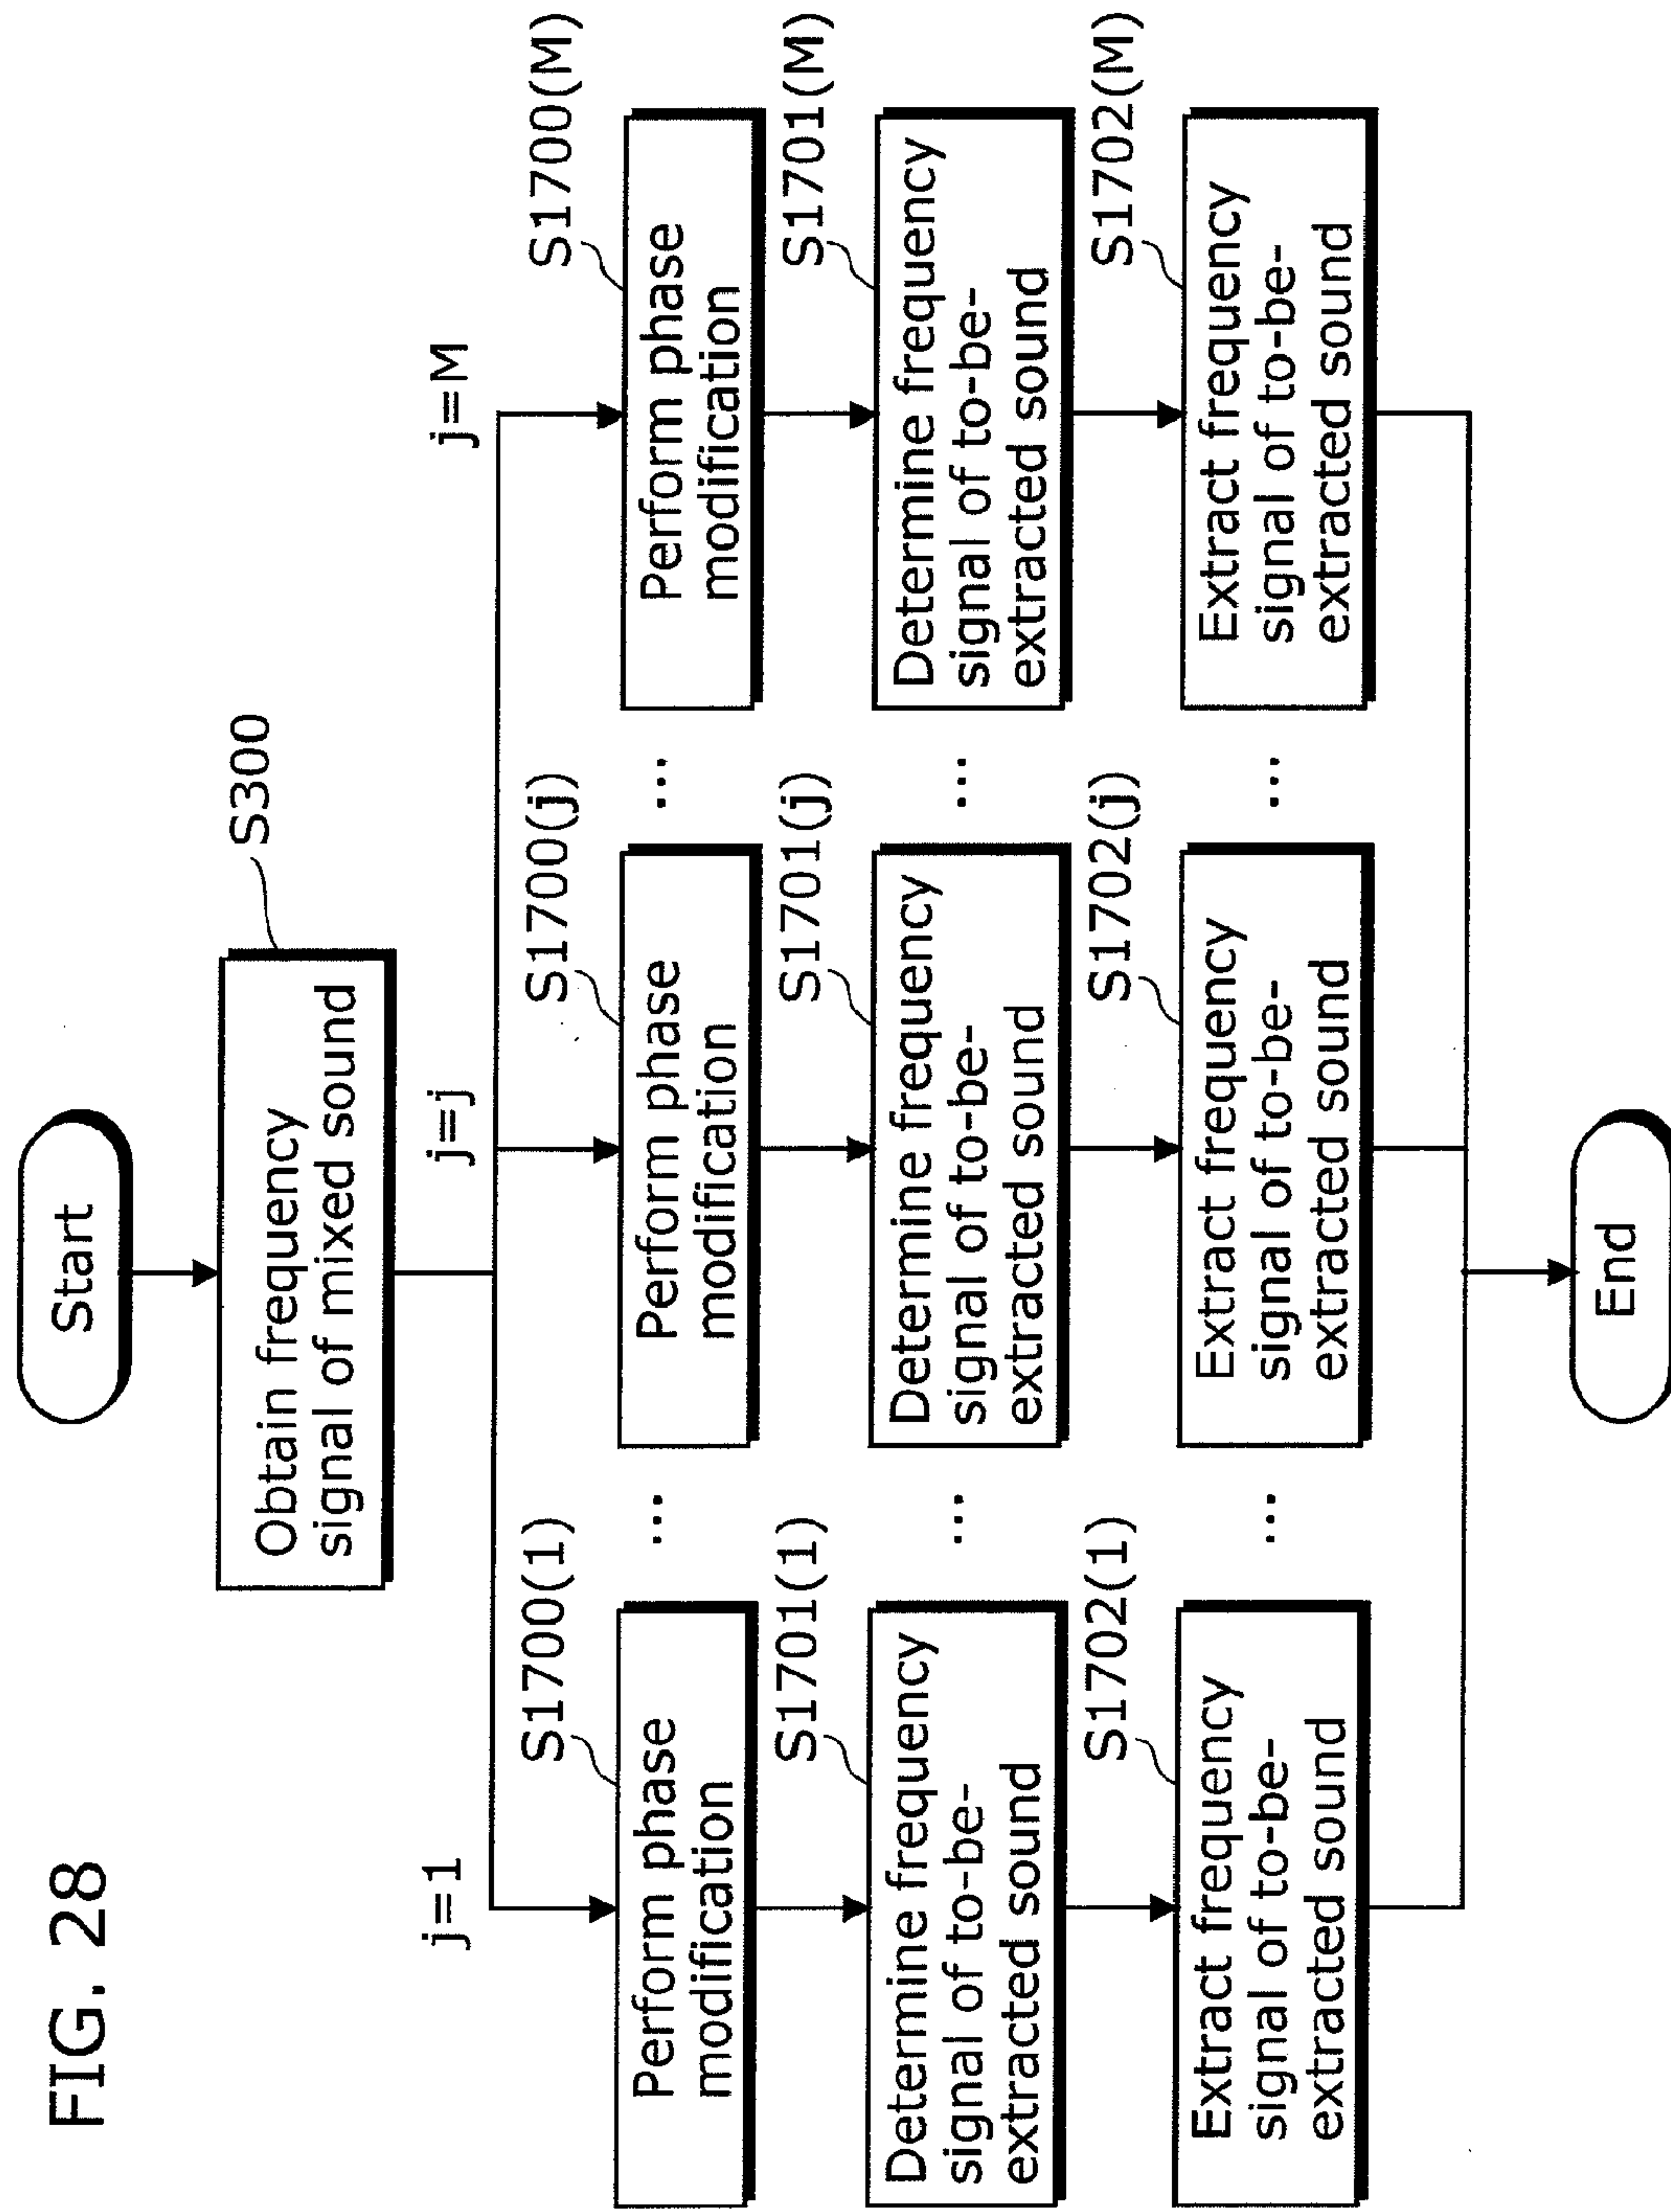 FIG. 28
Start
S300
Obtain frequency
signal of mixed sound
j=1
j=j
j=M
S1700(1)
Perform phase
modification
...
S1700(j)
Perform phase
modification
...
S1700(M)
Perform phase
modification
S1701(1)
Determine frequency
signal of to-be-
extracted sound
...
S1701(j)
Determine frequency
signal of to-be-
extracted sound
...
S1701(M)
Determine frequency
signal of to-be-
extracted sound
S1702(1)
Extract frequency
signal of to-be-
extracted sound
...
S1702(j)
Extract frequency
signal of to-be-
extracted sound
...
S1702(M)
Extract frequency
signal of to-be-
extracted sound
End